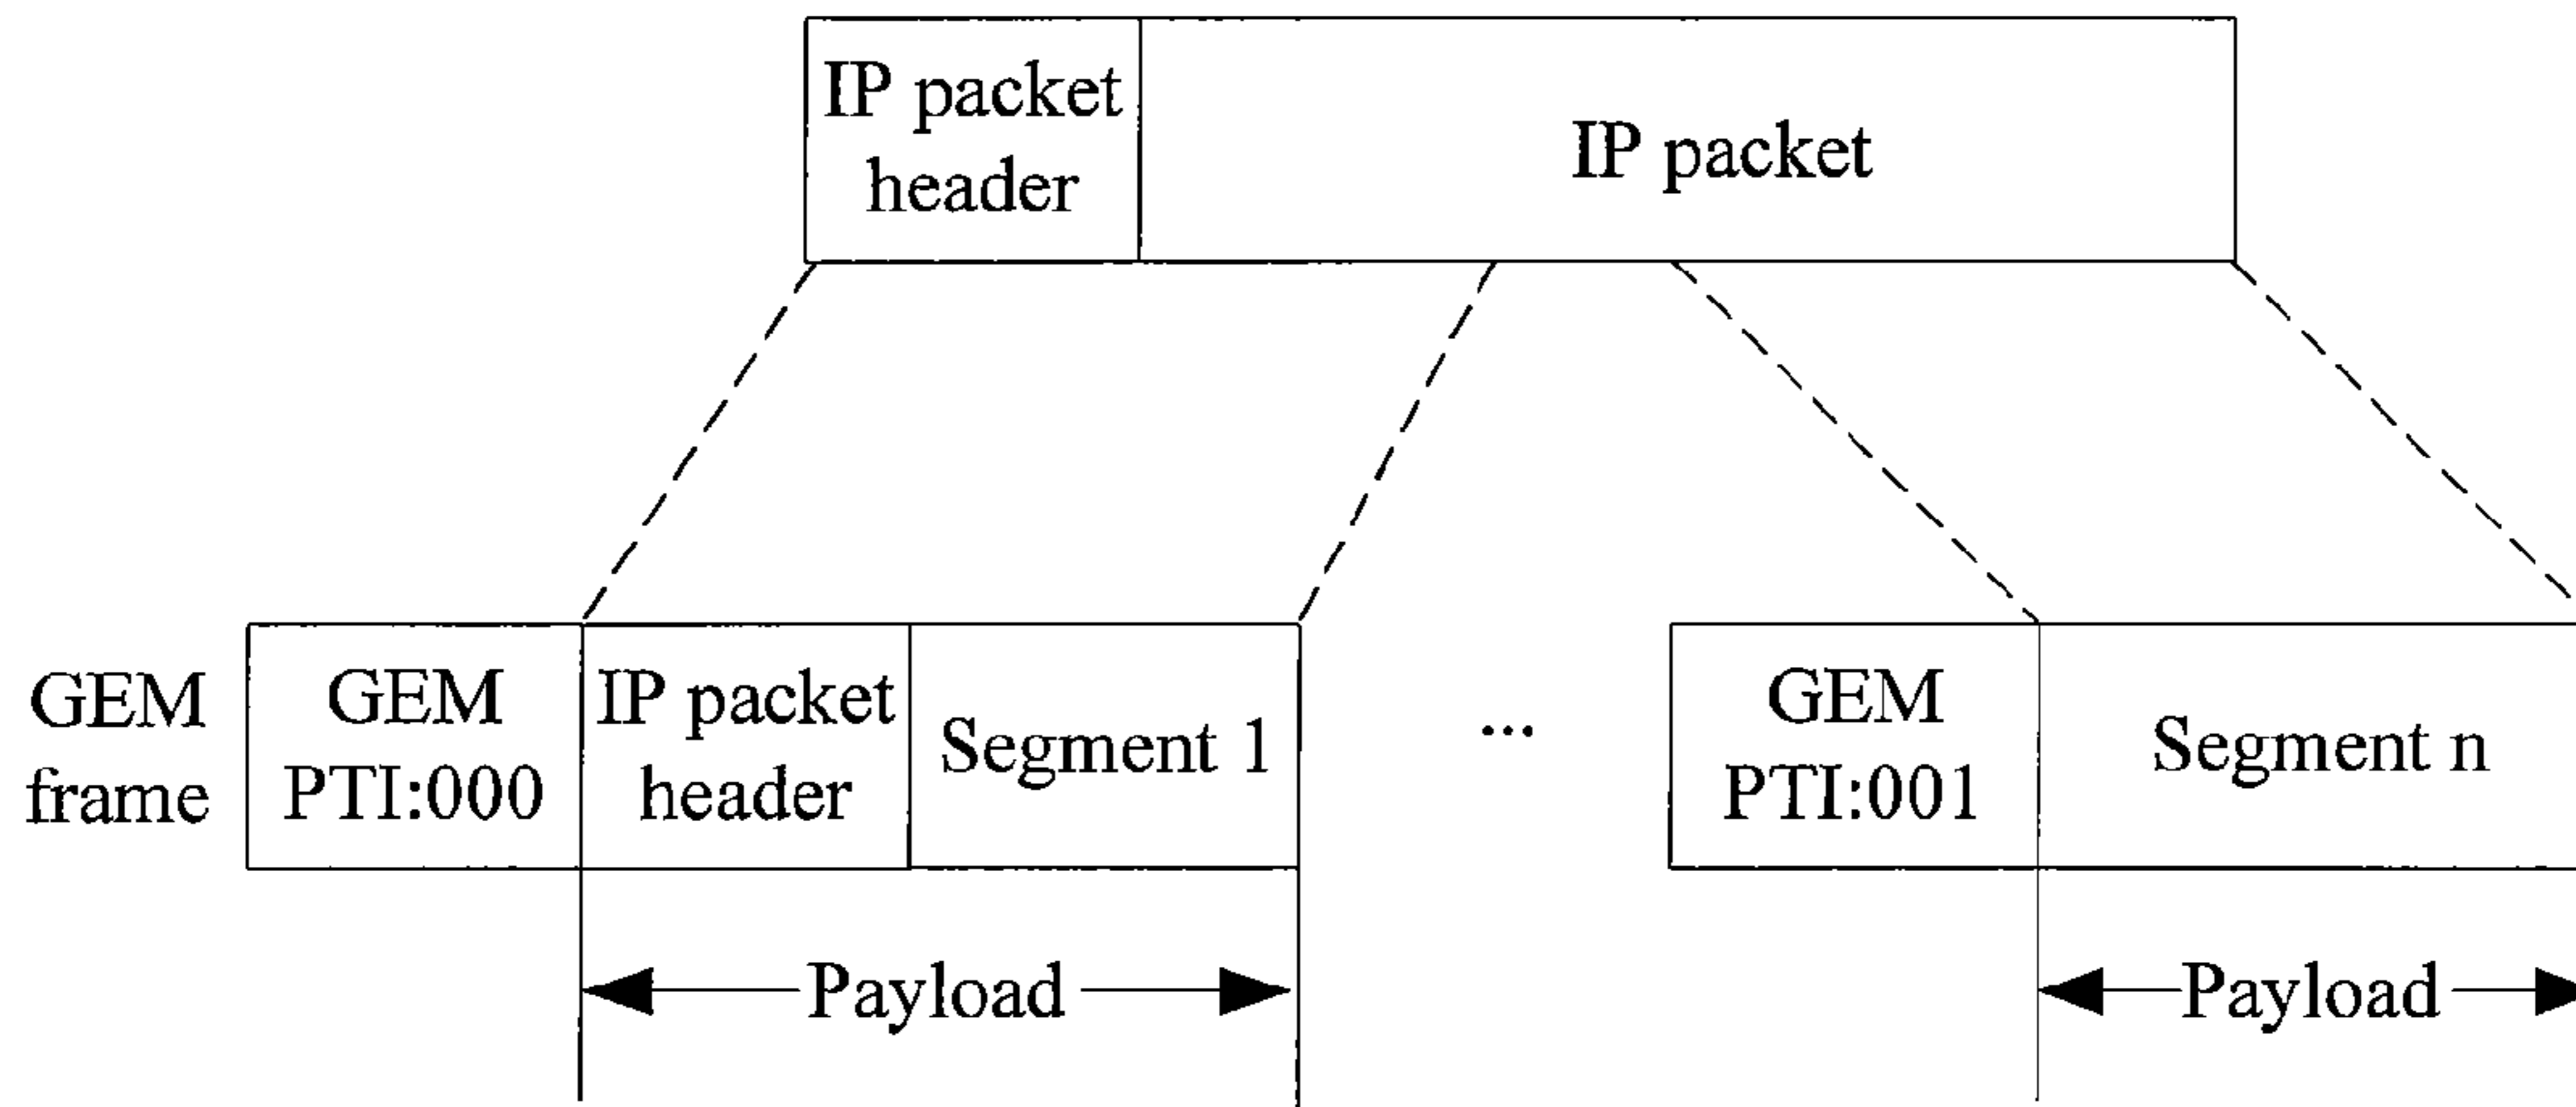 IP packet
header
IP packet
GEM
frame
GEM
PTI:000
IP packet
header
Segment 1
...
GEM
PTI:001
Segment n
Payload
Payload